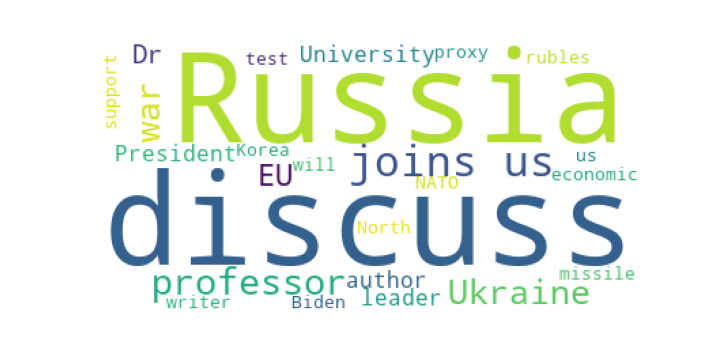 Dr
test
University
proxy
rubles
support
war
Russia
President
Korea
will
EU
joins us
NATO
us
economic
discuss
North
professor
author
missile
writer
Biden
leader
Ukraine